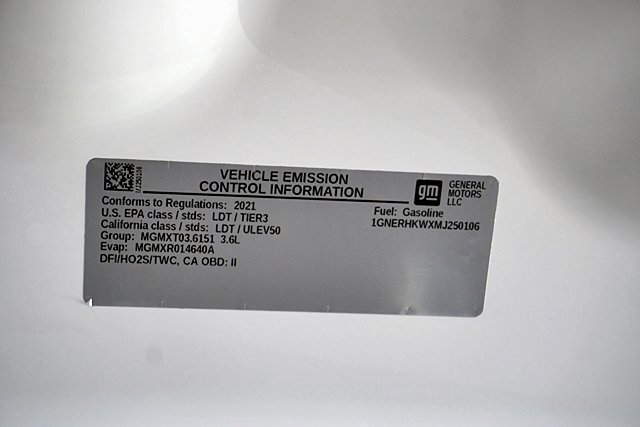 VEHICLE EMISSION
CONTROL INFORMATION
gm
GENERAL
MOTORS
LLC
Conforms to Regulations: 2021
U.S. EPA class / stds: LDT / TIER3
California class / stds: LDT / ULEV50
Group: MGMXT03.6151 3.6L
Evap: MGMXR014640A
DFI/HO2S/TWC, CA OBD: II
Fuel: Gasoline
1GNERHKWXMJ250106